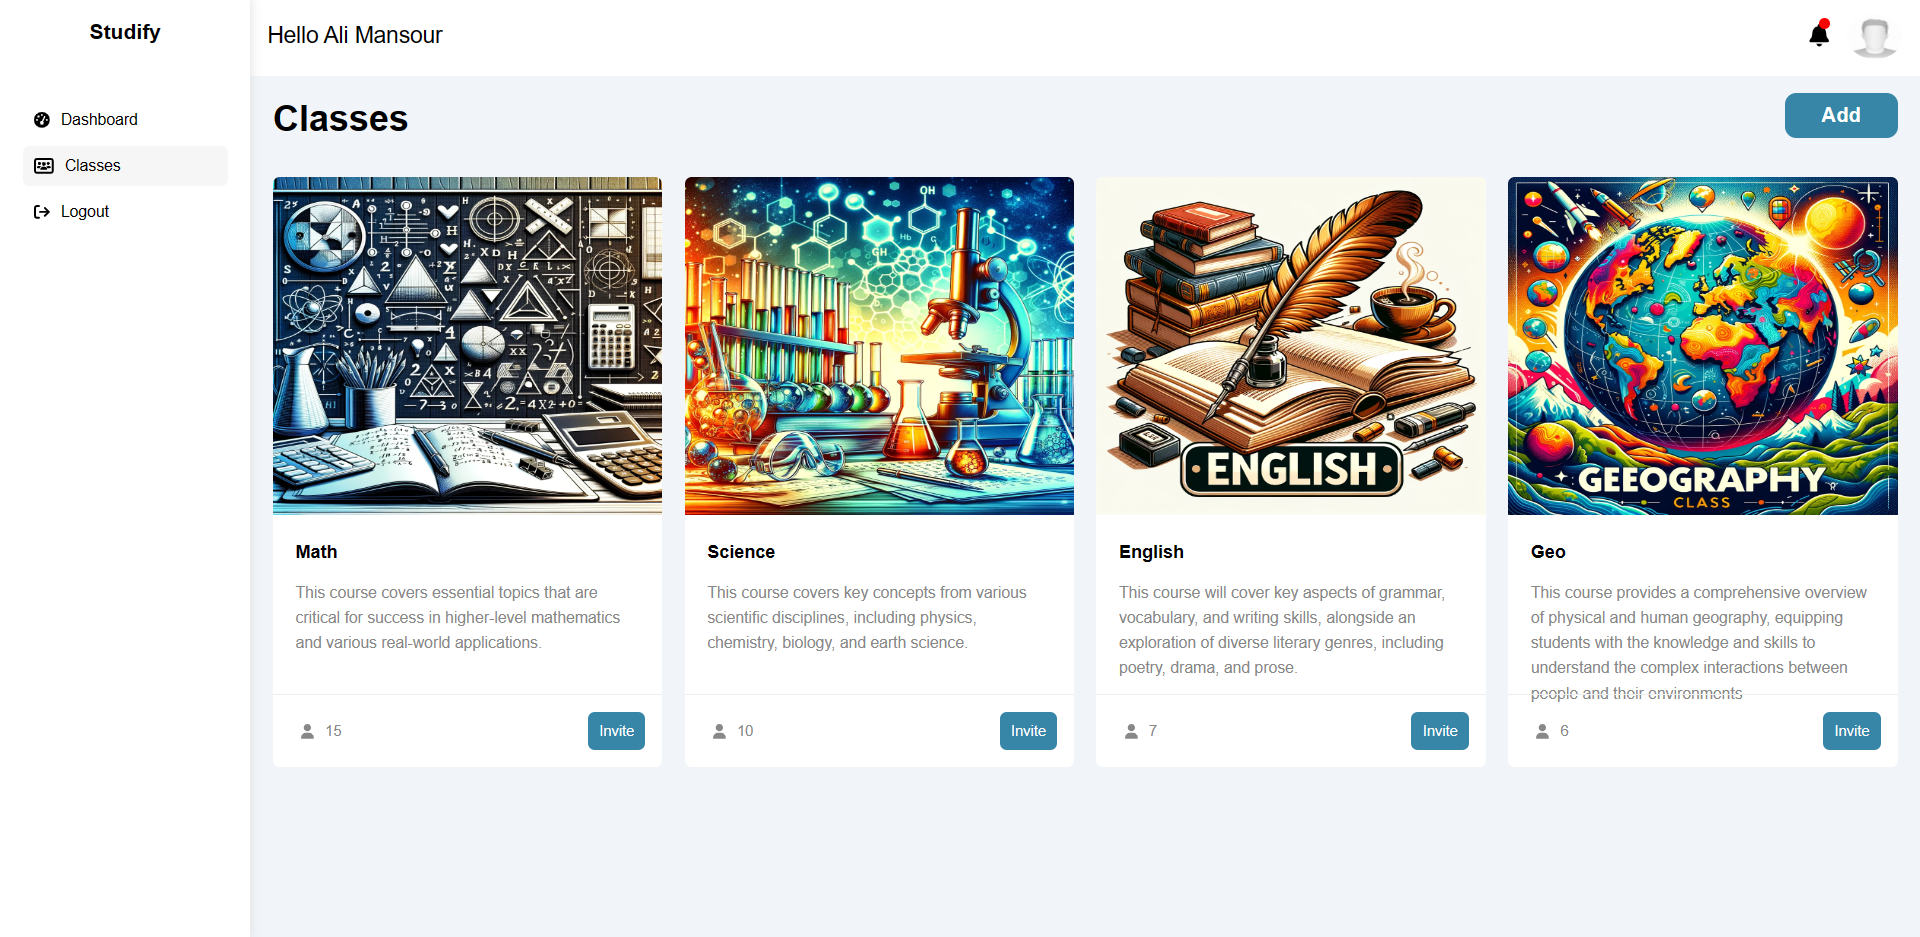 Studify
Hello Ali Mansour
Dashboard
Classes
Logout
Classes
Add
Math
This course covers essential topics that are
critical for success in higher-level mathematics
and various real-world applications.
15
Invite
OH
Hb
GH
Science
This course covers key concepts from various
scientific disciplines, including physics,
chemistry, biology, and earth science.
10
Invite
ENGLISH
English
This course will cover key aspects of grammar,
vocabulary, and writing skills, alongside an
exploration of diverse literary genres, including
poetry, drama, and prose.
7
Invite
GEEOGRAPHY
CLASS
Geo
This course provides a comprehensive overview
of physical and human geography, equipping
students with the knowledge and skills to
understand the complex interactions between
people and their environments
6
Invite